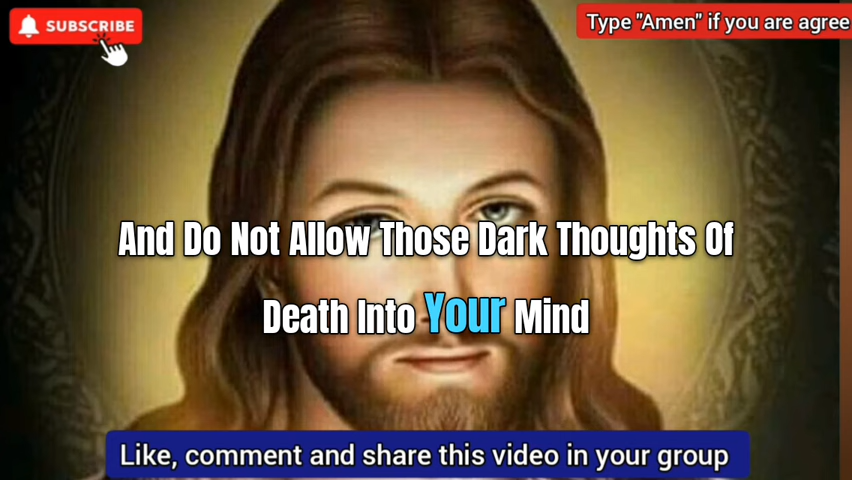 SUBSCRIBE
Type "Amen" if you are agree
And Do Not Allow Those Dark Thoughts Of
Death Into Your Mind
Like, comment and share this video in your group